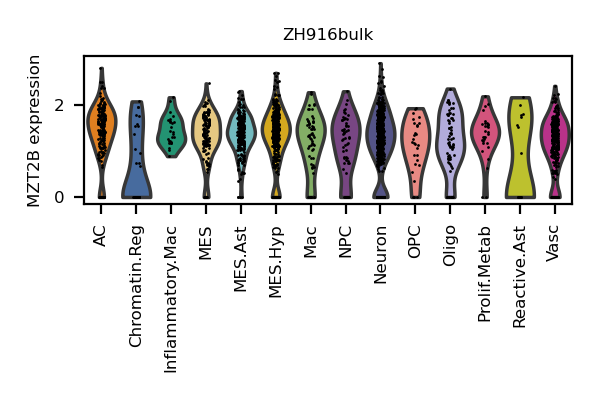 ZH916bulk
MZT2B expression
2
0
AC
Chromatin.Reg
Inflammatory.Mac
MES
MES.Ast
MES.Hyp
Mac
NPC
Neuron
OPC
Oligo
Prolif.Metab
Reactive.Ast
Vasc